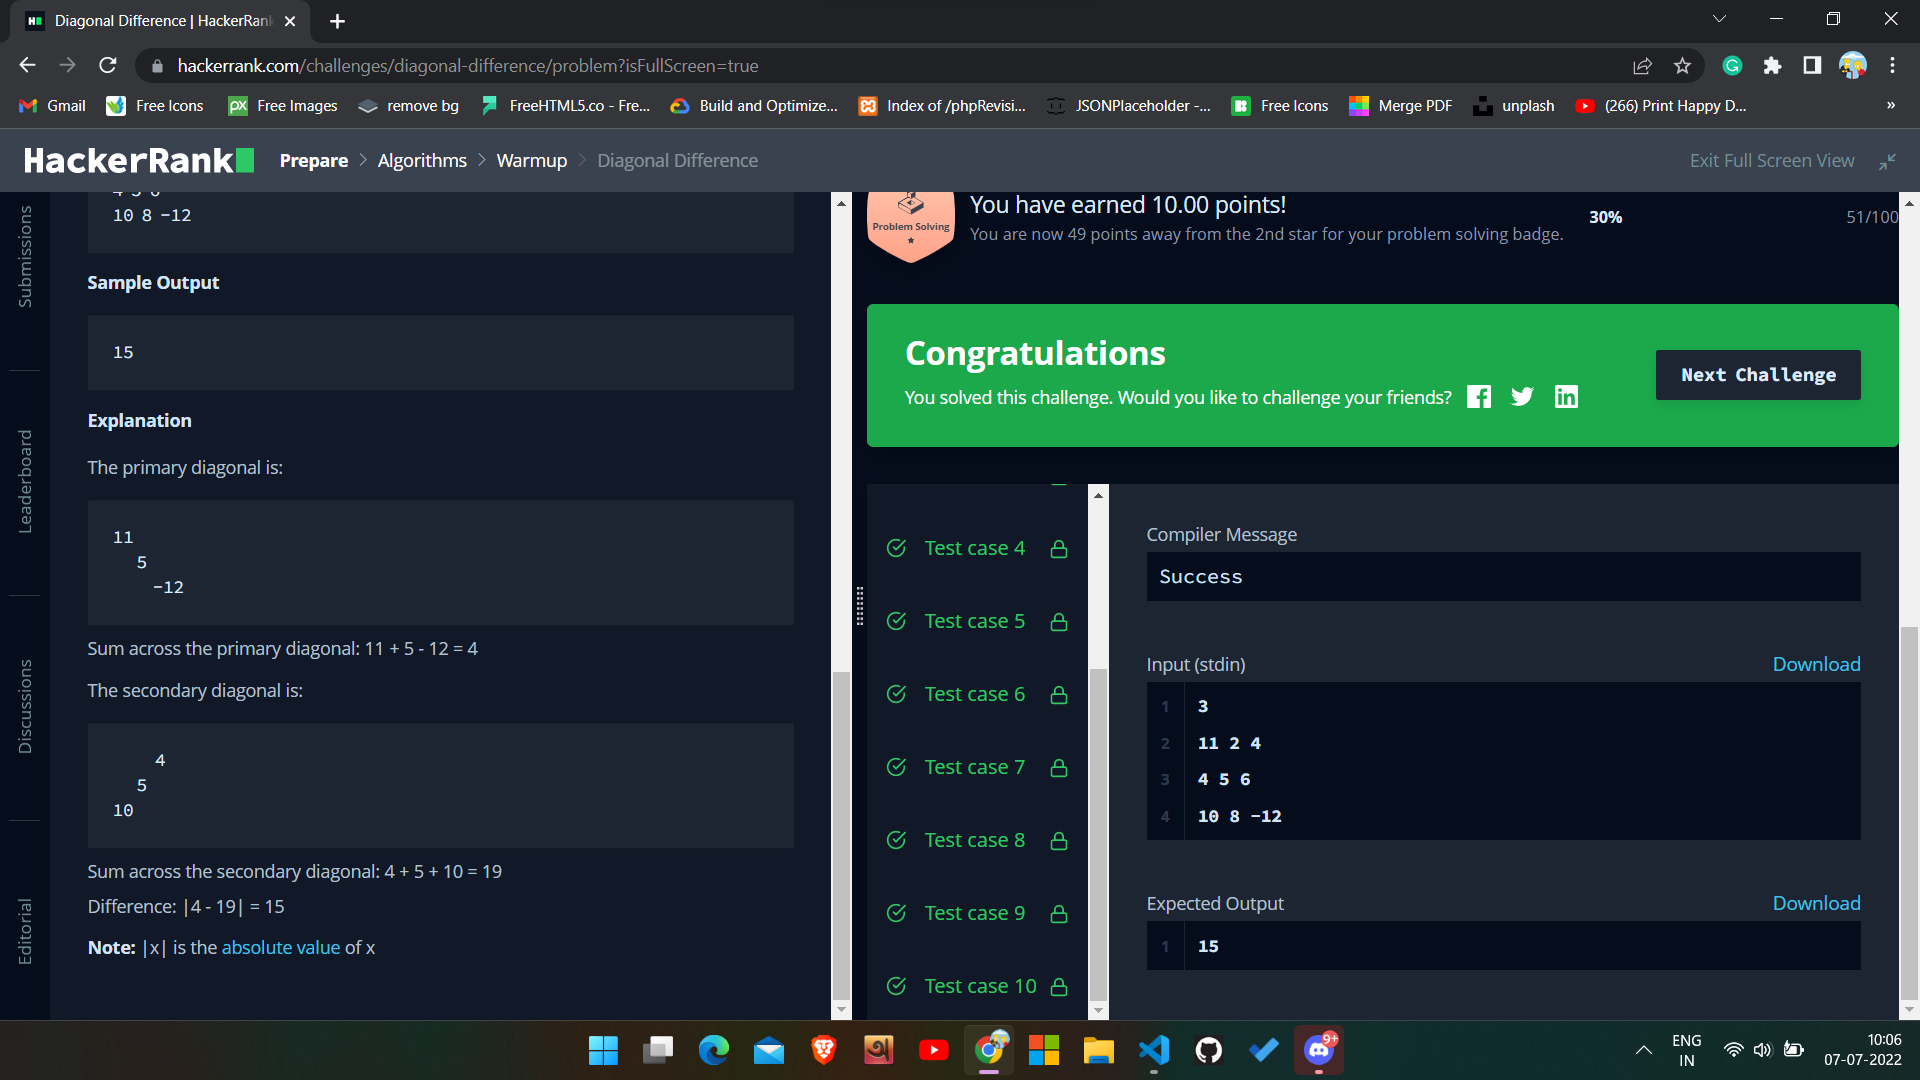 Diagonal Difference | HackerRank
hackerrank.com/challenges/diagonal-difference/problem?isFullScreen=true
Gmail
Free Icons
Free Images
remove bg
FreeHTML5.co - Fre...
Build and Optimize...
Index of /phpRevisi...
JSONPlaceholder -...
Free Icons
Merge PDF
unplash
(266) Print Happy D...
»
HackerRank
Prepare > Algorithms > Warmup > Diagonal Difference
Exit Full Screen View
Submissions
Leaderboard
Discussions
Editorial
10 8 -12
Sample Output
15
Explanation
The primary diagonal is:
11
5
-12
Sum across the primary diagonal: 11 + 5 - 12 = 4
The secondary diagonal is:
4
5
10
Sum across the secondary diagonal: 4 + 5 + 10 = 19
Difference: |4 - 19| = 15
Note: |x| is the absolute value of x
Problem Solving
You have earned 10.00 points!
You are now 49 points away from the 2nd star for your problem solving badge.
30%
51/100
Congratulations
You solved this challenge. Would you like to challenge your friends?
Next Challenge
Test case 4
Test case 5
Test case 6
Test case 7
Test case 8
Test case 9
Test case 10
Compiler Message
Success
Input (stdin)
Download
1 3
2 11 2 4
3 4 5 6
4 10 8 -12
Expected Output
Download
1 15
9+
ENG
IN
10:06
07-07-2022